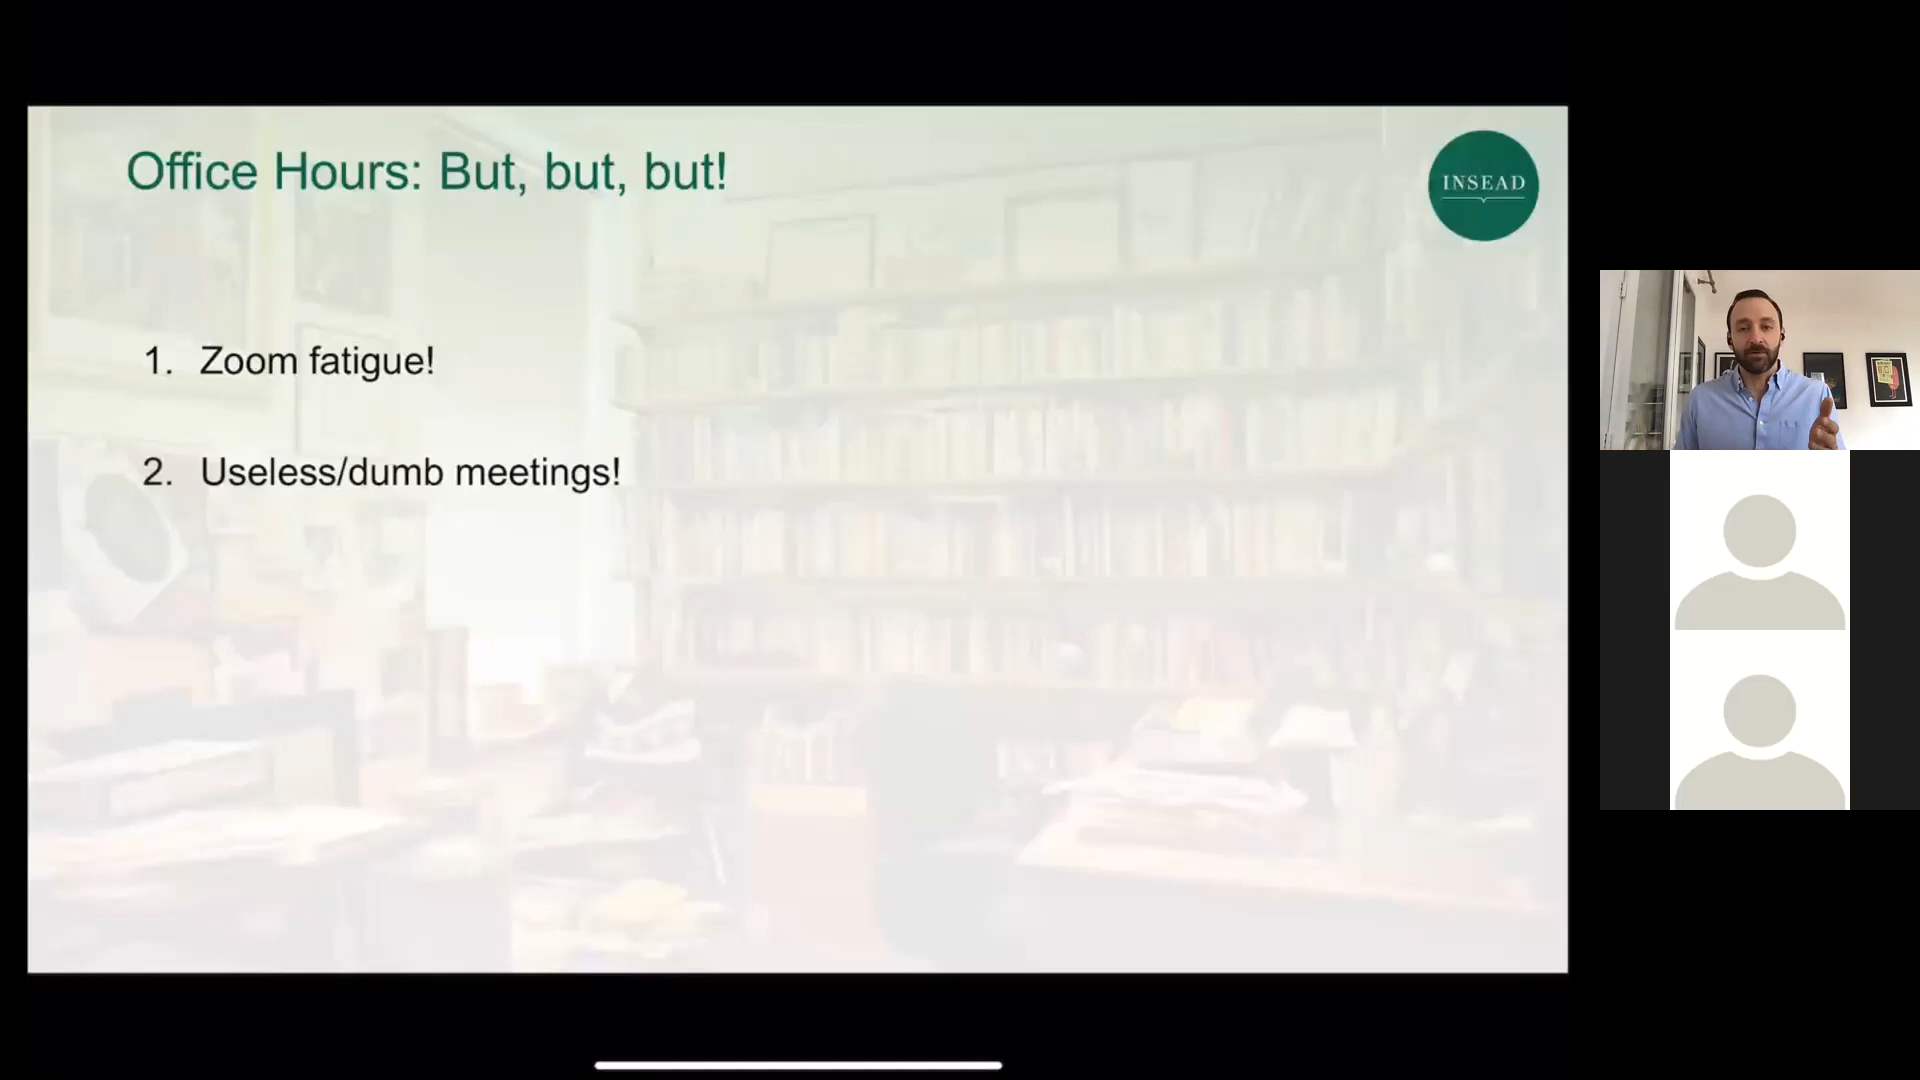 Office Hours: But, but, but!
INSEAD
1. Zoom fatigue!
2. Useless/dumb meetings!